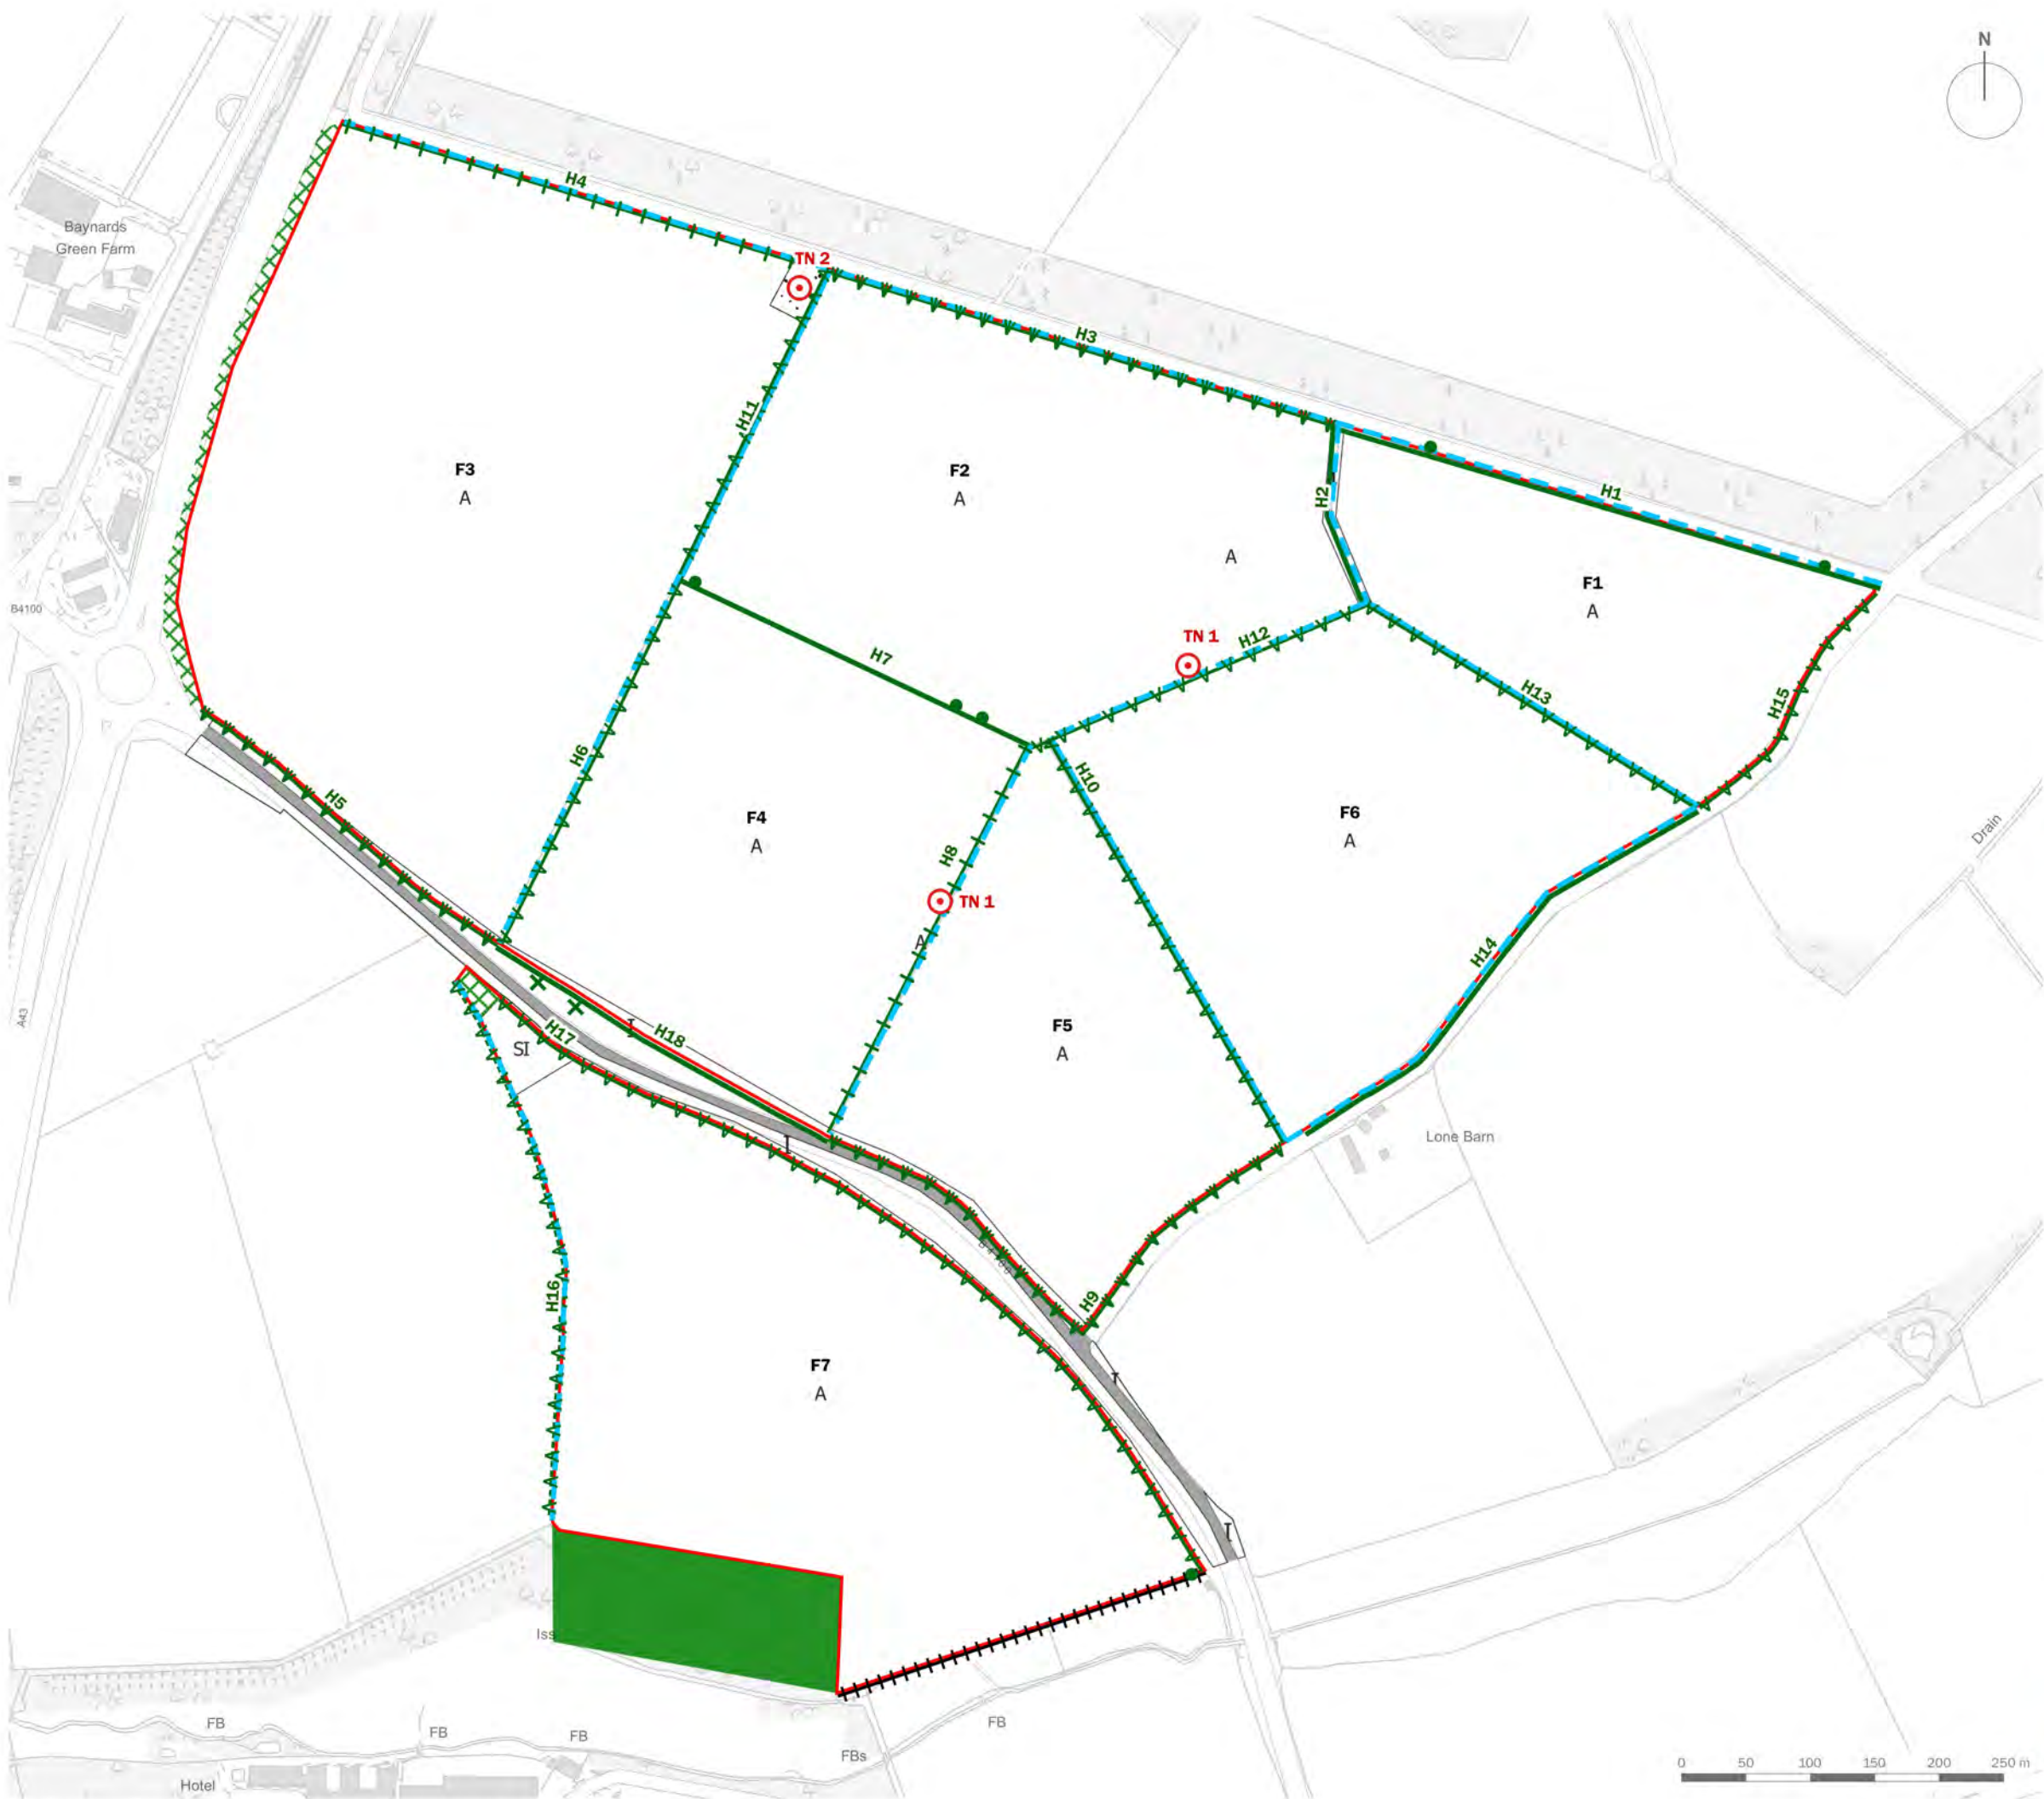 N
H4
Baynards
Green Farm
TN 2
H3
H11
F3
A
F2
A
H2
H1
A
F1
A
B4100
TN 1
H12
H7
H13
H15
H6
H10
H5
F4
A
H8
F6
A
Drain
TN 1
A
H14
A43
F5
A
I
H18
H17
SI
I
Lone Barn
H16
H9
I
F7
A
I
Iss
FB
FB
FB
FB
FBs
Hotel
0 50 100 150 200 250 m